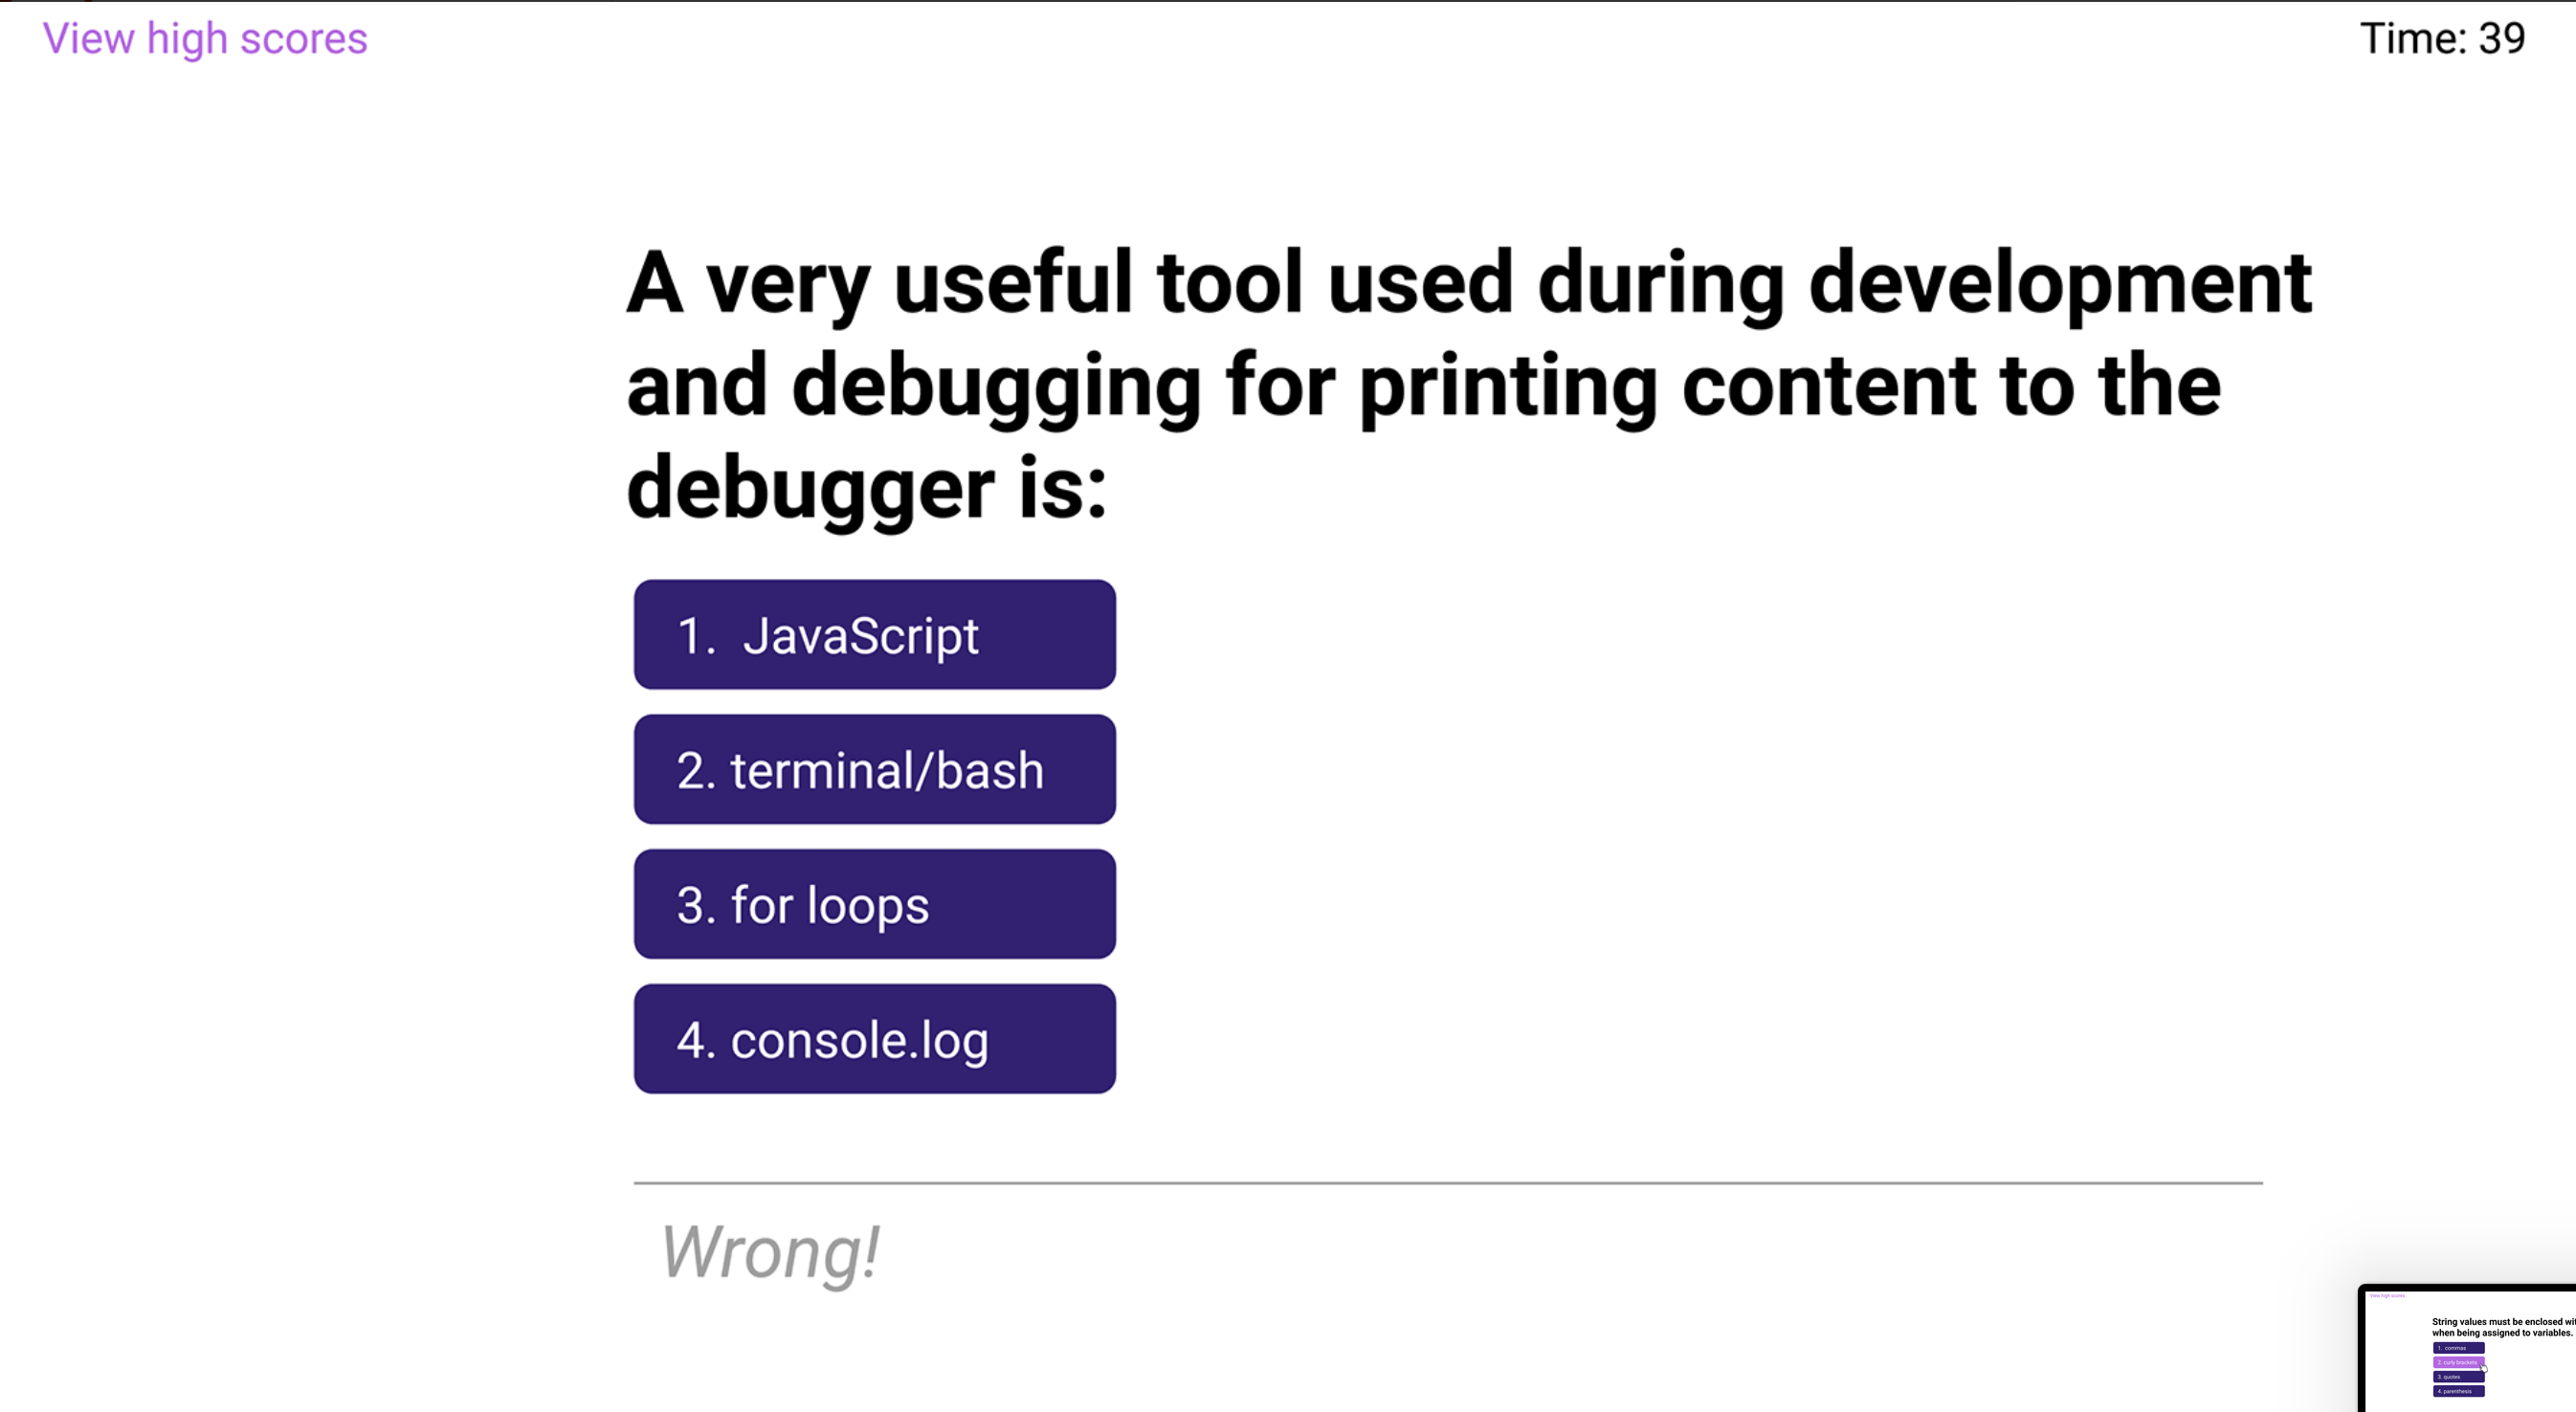 View high scores
Time: 39
A very useful tool used during development
and debugging for printing content to the
debugger is:
1. JavaScript
2. terminal/bash
3. for loops
4. console.log
Wrong!
View high scores
String values must be enclosed
when being assigned to variables.
1. commas
2. curly brackets
3. quotes
4. parenthesis